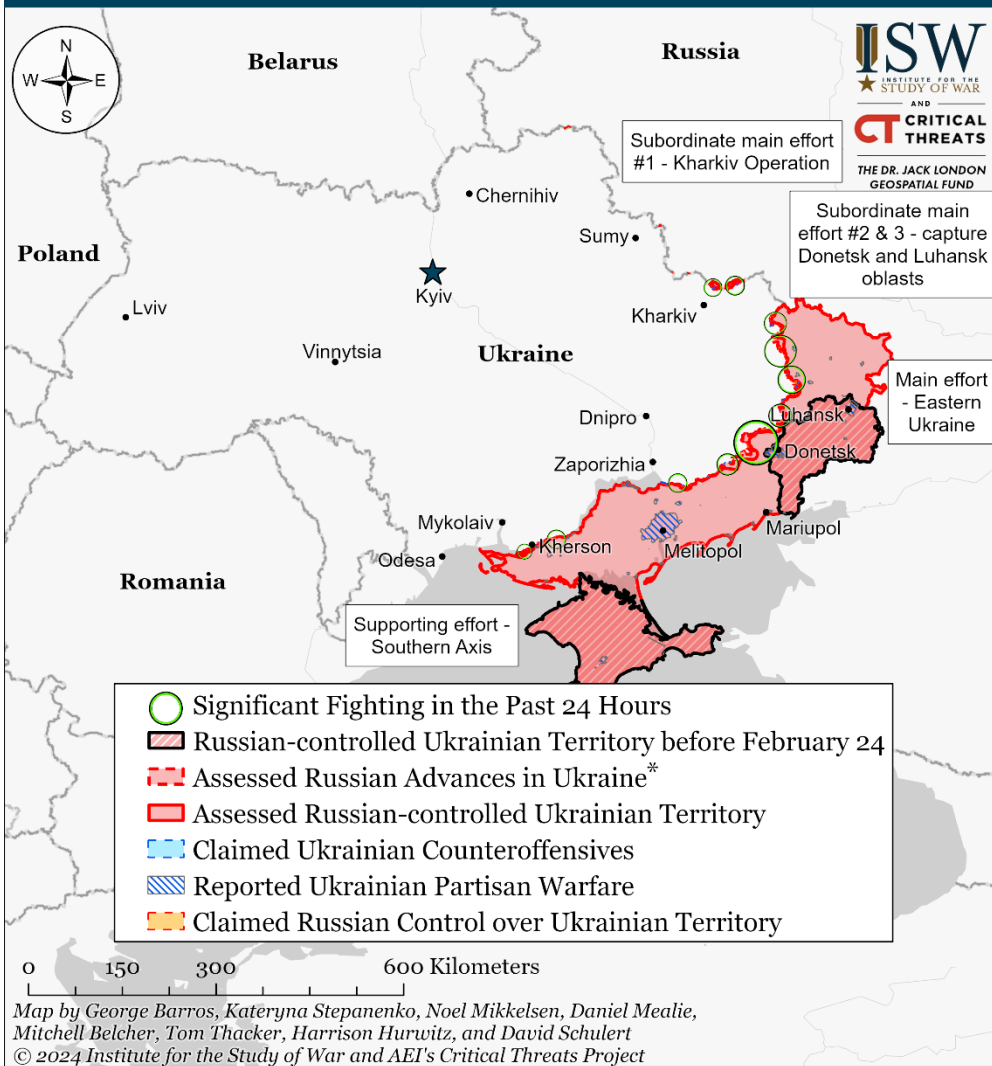 N
W E
S
Belarus
Russia
ISW
INSTITUTE FOR THE
STUDY OF WAR
AND
CT CRITICAL
THREATS
THE DR. JACK LONDON
GEOSPATIAL FUND
Subordinate main effort
#1 - Kharkiv Operation
Chernihiv
Subordinate main
effort #2 & 3 - capture
Donetsk and Luhansk
oblasts
Sumy
Poland
Kyiv
Lviv
Kharkiv
Vinnytsia
Ukraine
Main effort
- Eastern
Ukraine
Dnipro
Luhansk
Donetsk
Zaporizhia
Mykolaiv
Mariupol
Kherson
Melitopol
Odesa
Romania
Supporting effort -
Southern Axis
Significant Fighting in the Past 24 Hours
Russian-controlled Ukrainian Territory before February 24
Assessed Russian Advances in Ukraine*
Assessed Russian-controlled Ukrainian Territory
Claimed Ukrainian Counteroffensives
Reported Ukrainian Partisan Warfare
Claimed Russian Control over Ukrainian Territory
0 150 300 600 Kilometers
Map by George Barros, Kateryna Stepanenko, Noel Mikkelsen, Daniel Mealie,
Mitchell Belcher, Tom Thacker, Harrison Hurwitz, and David Schulert
© 2024 Institute for the Study of War and AEI's Critical Threats Project